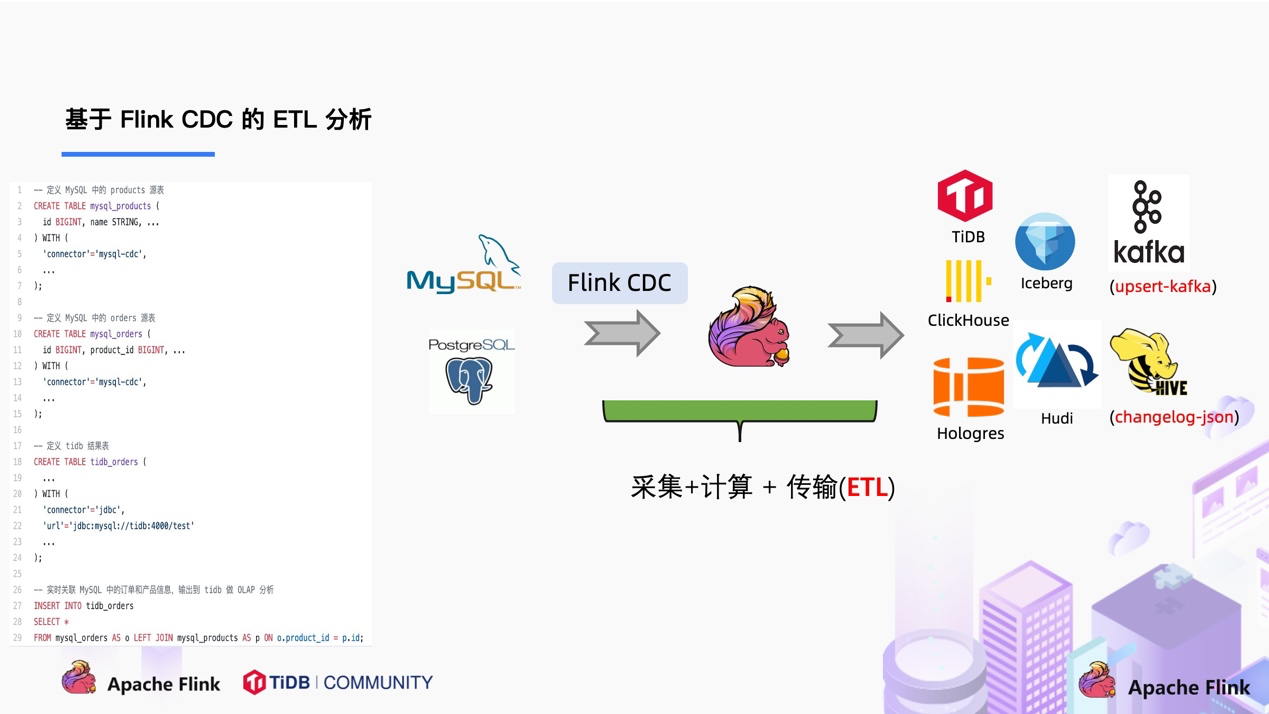 基于 Flink CDC 的 ETL 分析
1 -- 定义 MySQL 中的 products 源表
2 CREATE TABLE mysql_products (
3 id BIGINT, name STRING, ...
4 ) WITH (
5 'connector'='mysql-cdc',
6 ...
7 );
8
9 -- 定义 MySQL 中的 orders 源表
10 CREATE TABLE mysql_orders (
11 id BIGINT, product_id BIGINT, ...
12 ) WITH (
13 'connector'='mysql-cdc',
14 ...
15 );
16
17 -- 定义 tidb 结果表
18 CREATE TABLE tidb_orders (
19 ...
20 ) WITH (
21 'connector'='jdbc',
22 'url'='jdbc:mysql://tidb:4000/test'
23 ...
24 );
25
26 -- 实时关联 MySQL 中的订单和产品信息，输出到 tidb 做 OLAP 分析
27 INSERT INTO tidb_orders
28 SELECT *
29 FROM mysql_orders AS o LEFT JOIN mysql_products AS p ON o.product_id = p.id;
MySQL
PostgreSQL
Flink CDC
采集+计算 + 传输(ETL)
TiDB
ClickHouse
Hologres
Iceberg
Hudi
kafka
(upsert-kafka)
HIVE
(changelog-json)
Apache Flink
TiDB | COMMUNITY
Apache Flink